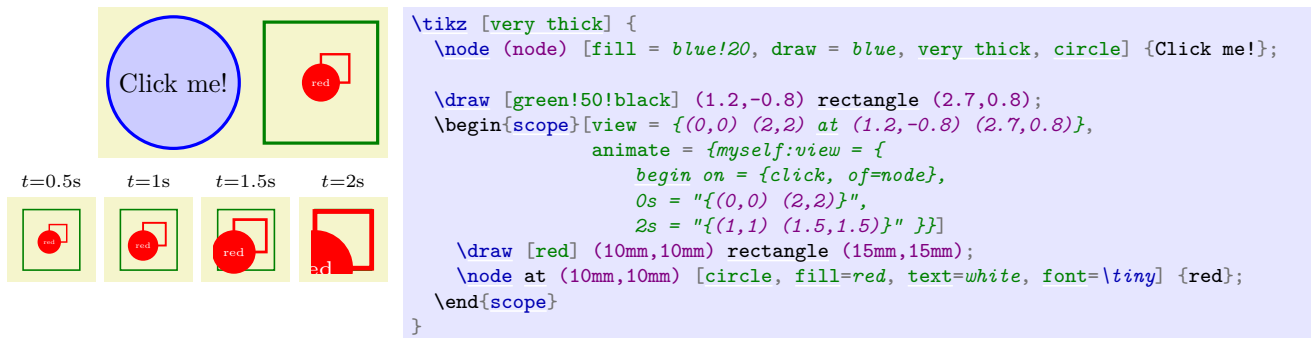 Click me!
red
t=0.5s t=1s t=1.5s t=2s
red red red ed
\tikz [very thick] {
  \node (node) [fill = blue!20, draw = blue, very thick, circle] {Click me!};

  \draw [green!50!black] (1.2,-0.8) rectangle (2.7,0.8);
  \begin{scope}[view = {(0,0) (2,2) at (1.2,-0.8) (2.7,0.8)},
                animate = {myself:view = {
                    begin on = {click, of=node},
                    0s = "{(0,0) (2,2)}",
                    2s = "{(1,1) (1.5,1.5)}" }}]
    \draw [red] (10mm,10mm) rectangle (15mm,15mm);
    \node at (10mm,10mm) [circle, fill=red, text=white, font=\tiny] {red};
  \end{scope}
}